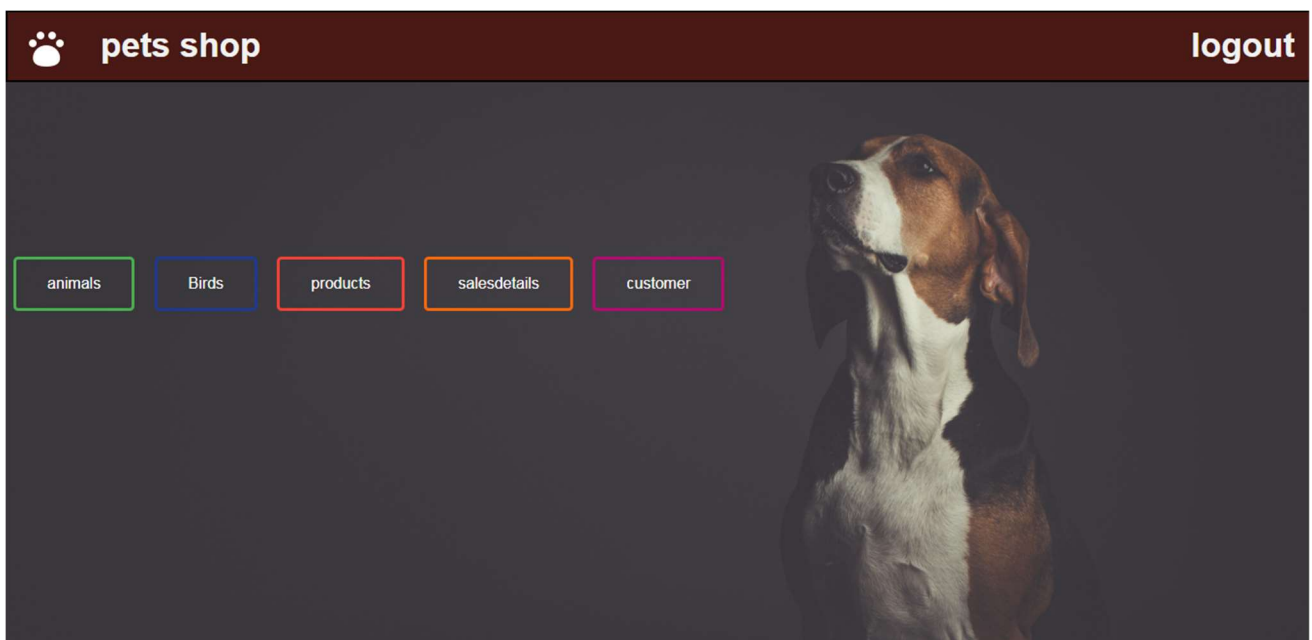 pets shop
logout
animals
Birds
products
salesdetails
customer